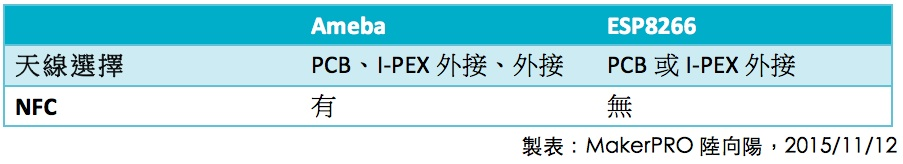 Ameba ESP8266
天線選擇 PCB、I-PEX 外接、外接 PCB 或 I-PEX 外接
NFC 有 無
製表：MakerPRO 陸向陽，2015/11/12